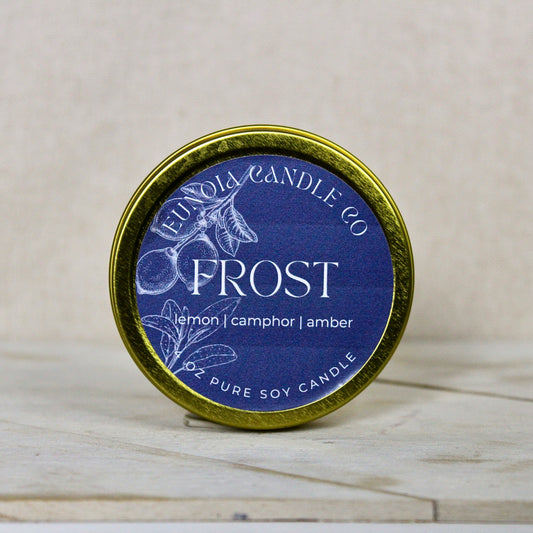 EUNOIA CANDLE CO
FROST
lemon | camphor | amber
OZ PURE SOY CANDLE